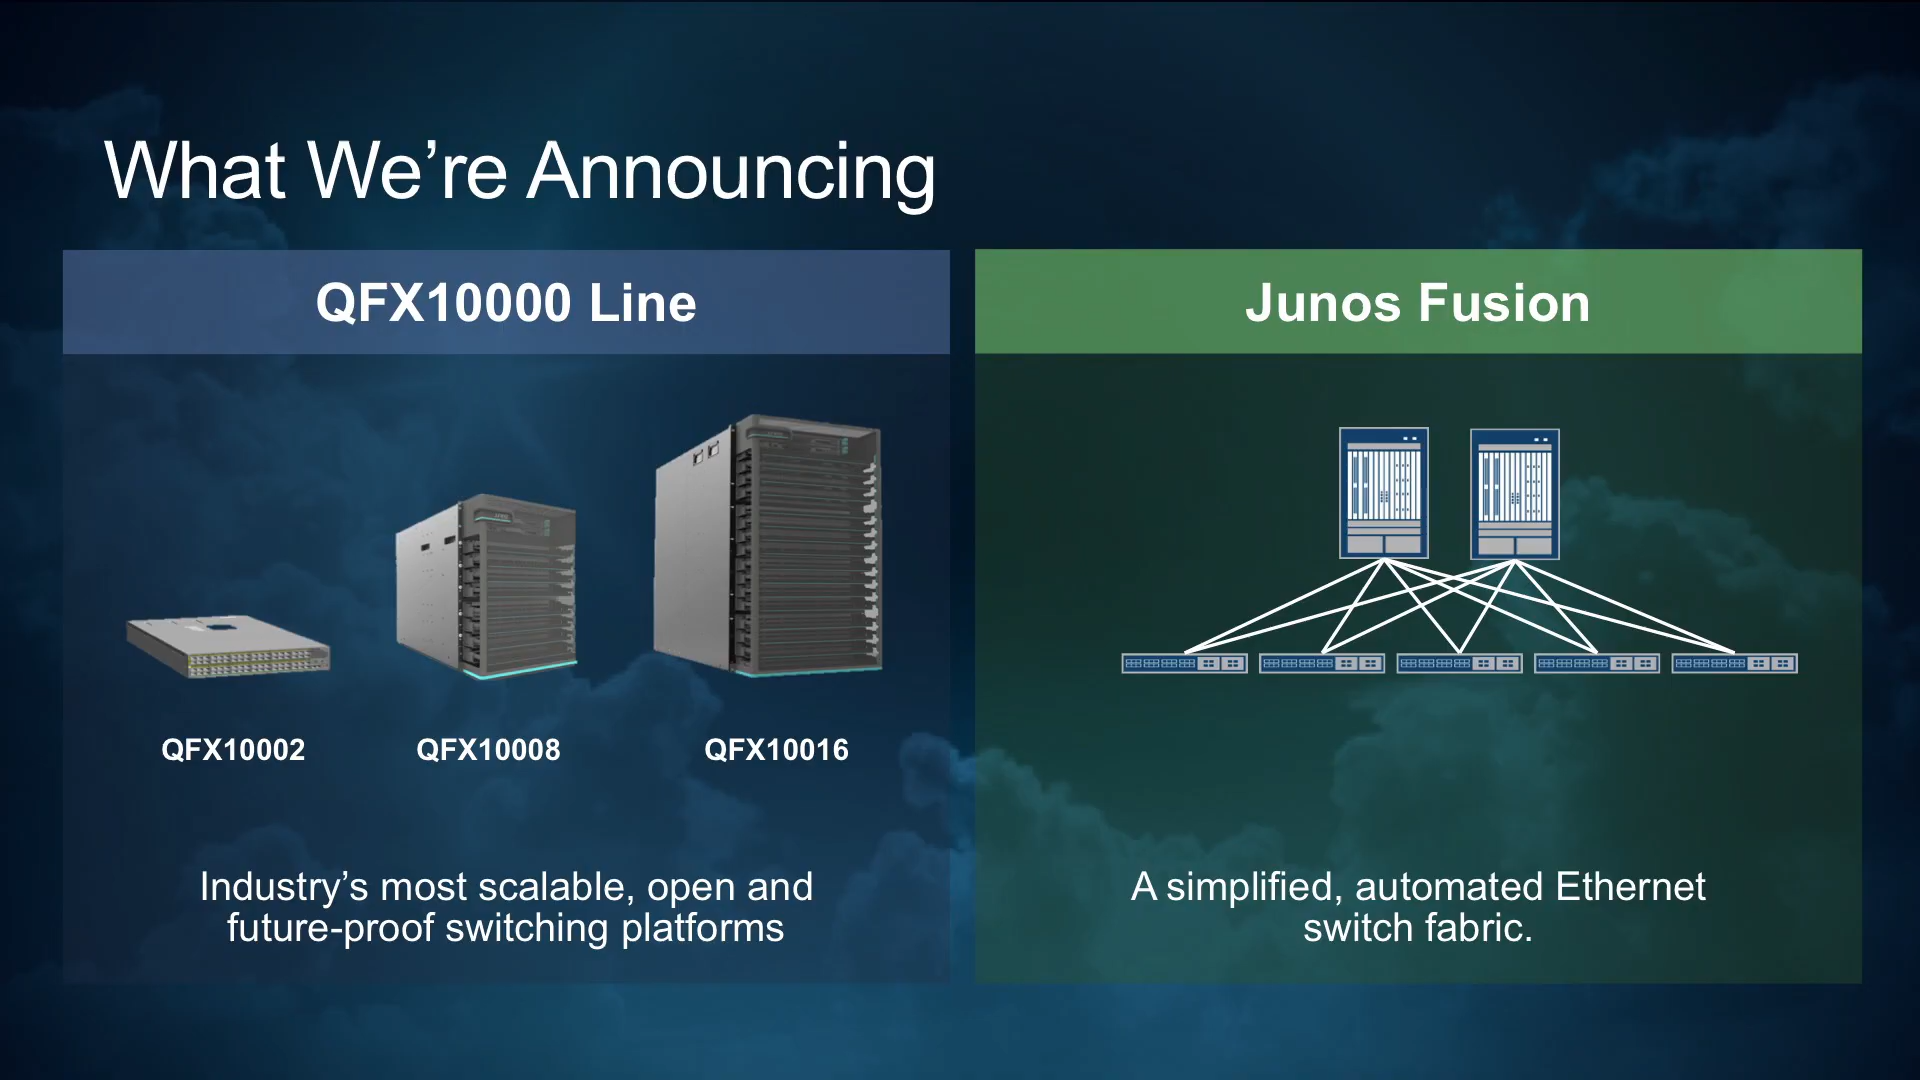 What We’re Announcing
QFX10000 Line
Junos Fusion
QFX10002
QFX10008
QFX10016
Industry’s most scalable, open and
future-proof switching platforms
A simplified, automated Ethernet
switch fabric.